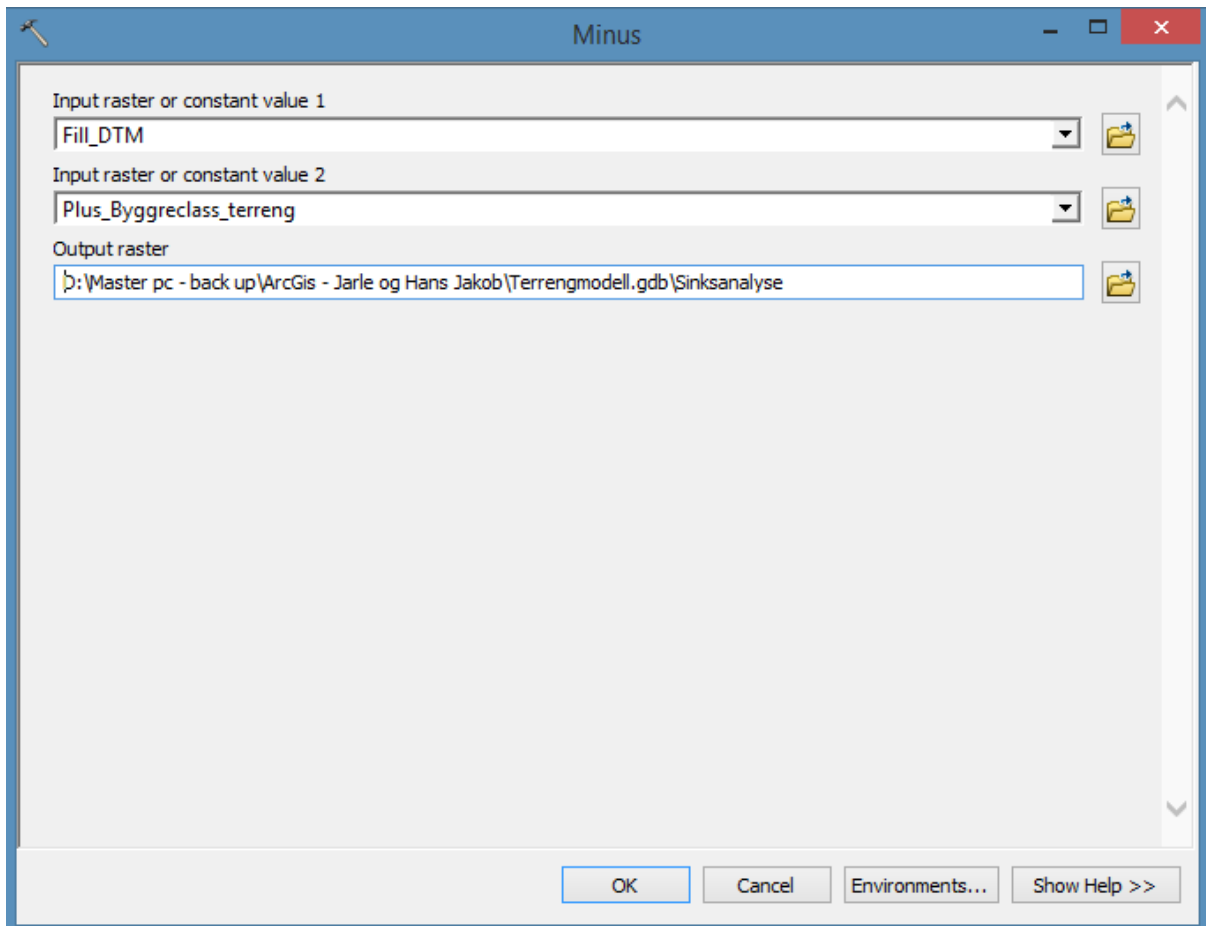 Minus
Input raster or constant value 1
Fill_DTM
Input raster or constant value 2
Plus_Byggreclass_terreng
Output raster
D:\Master pc - back up\ArcGis - Jarle og Hans Jakob\Terrengmodell.gdb\Sinksanalyse
OK Cancel Environments... Show Help >>